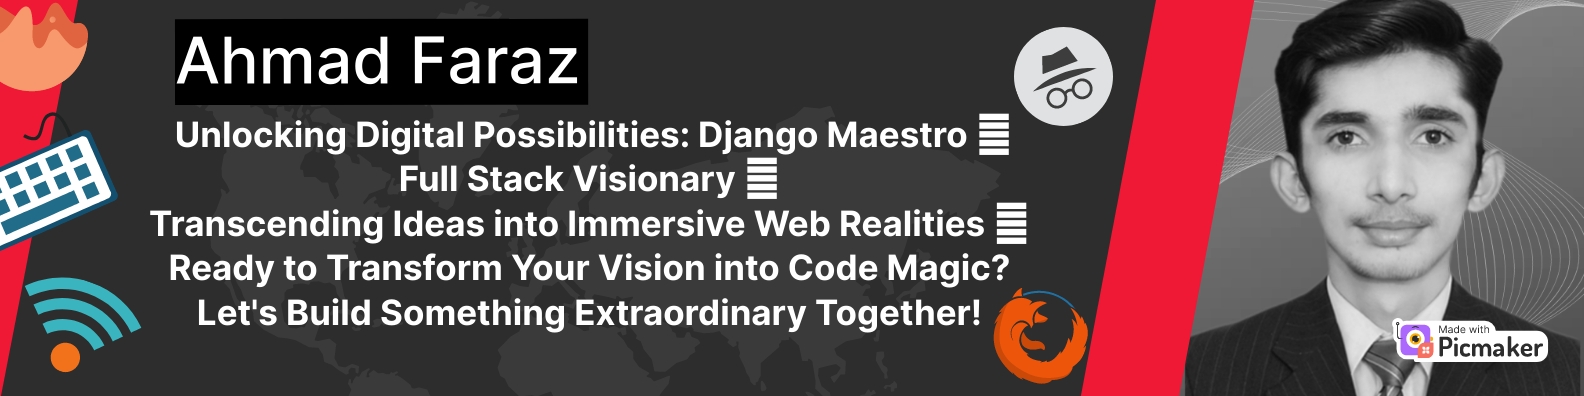 Ahmad Faraz
Unlocking Digital Possibilities: Django Maestro
Full Stack Visionary
Transcending Ideas into Immersive Web Realities
Ready to Transform Your Vision into Code Magic?
Let's Build Something Extraordinary Together!
Made with
Picmaker